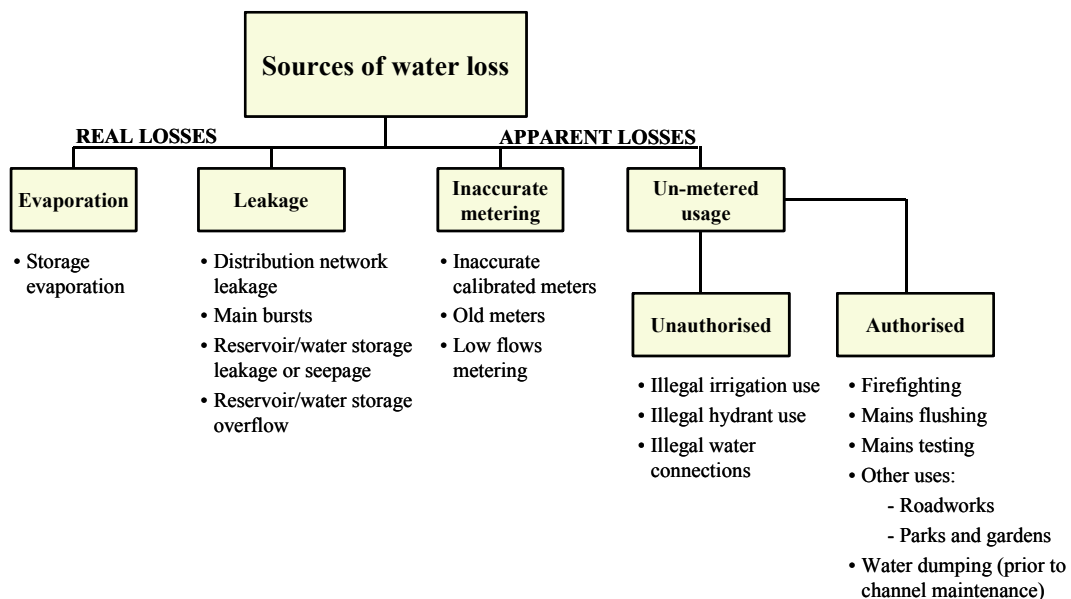 Sources of water loss
REAL LOSSES
APPARENT LOSSES
Evaporation
• Storage
evaporation
Leakage
• Distribution network
leakage
• Main bursts
• Reservoir/water storage
leakage or seepage
• Reservoir/water storage
overflow
Inaccurate
metering
• Inaccurate
calibrated meters
• Old meters
• Low flows
metering
Un-metered
usage
Unauthorised
• Illegal irrigation use
• Illegal hydrant use
• Illegal water
connections
Authorised
• Firefighting
• Mains flushing
• Mains testing
• Other uses:
- Roadworks
- Parks and gardens
• Water dumping (prior to
channel maintenance)